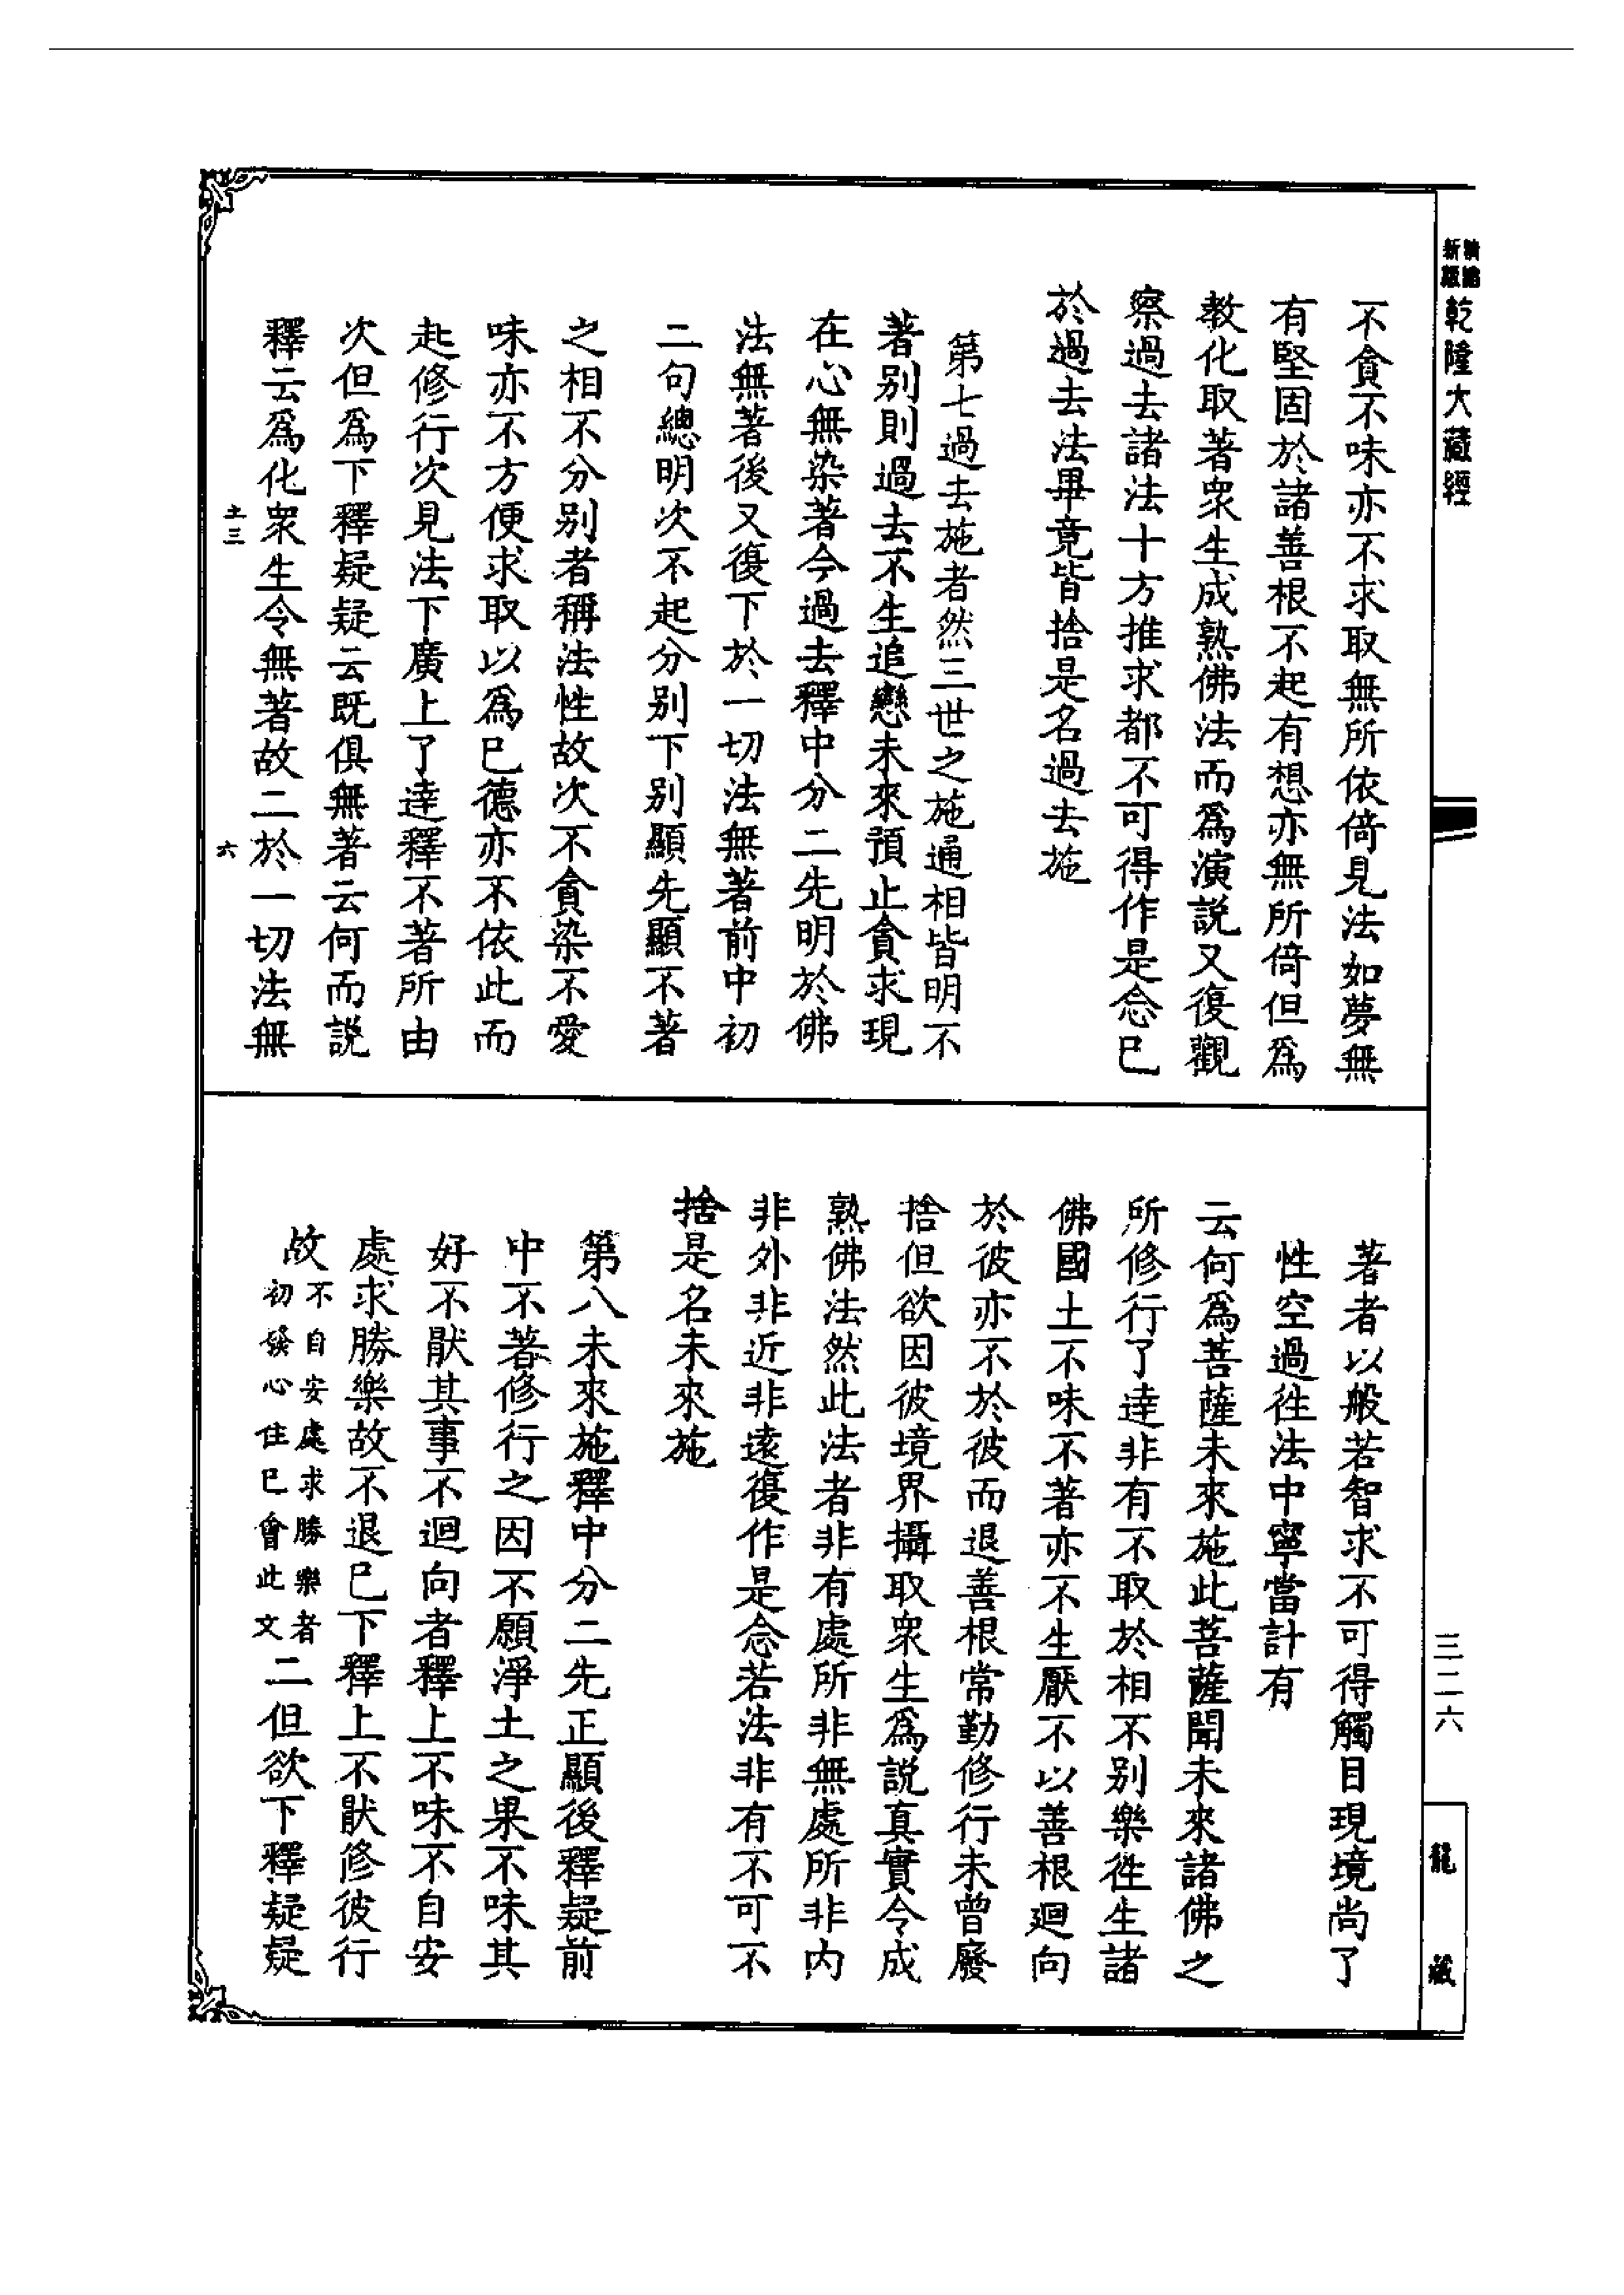 乾隆大藏經
不貪不味亦不求取無所依倚見法如夢無
有堅固於諸善根不起有想亦無所倚但爲
教化取著衆生成熟佛法而爲演説又復觀
察過去諸法十方推求都不可得作是念已
於過去法畢竟皆捨是名過去施
第七過去施者然三世之施通相皆明不
著别則過去不生追戀未來預止貪求現
在心無染著今過去釋中分二先明於佛
法無著後又復下於一切法無著前中初
二句總明次不起分别下别顯先顯不著
之相不分别者稱法性故次不貪染不愛
味亦不方便求取以爲已德亦不依此而
起修行次見法下廣上了達釋不著所由
次但爲下釋疑疑云既俱無著云何而説
釋云爲化衆生令無著故二於一切法無
六
著者以般若智求不可得觸目現境尚了
性空過徃法中寧當計有
云何爲菩薩未來施此菩薩聞未來諸佛之
所修行了達非有不取於相不别樂徃生諸
佛國土不味不著亦不生厭不以善根迴向
於彼亦不於彼而退善根常勤修行未曾廢
捨但欲因彼境界攝取衆生爲説真實令成
熟佛法然此法者非有處所非無處所非内
非外非近非遠復作是念若法非有不可不
捨是名未來施
第八未來施釋中分二先正顯後釋疑前
中不著修行之因不願淨土之果不味其
好不猒其事不迴向者釋上不味不自安
處求勝樂故不退已下釋上不猒修彼行
故不自安處求勝樂者
初發心住已會此文二但欲下釋疑疑
三二六
龍藏